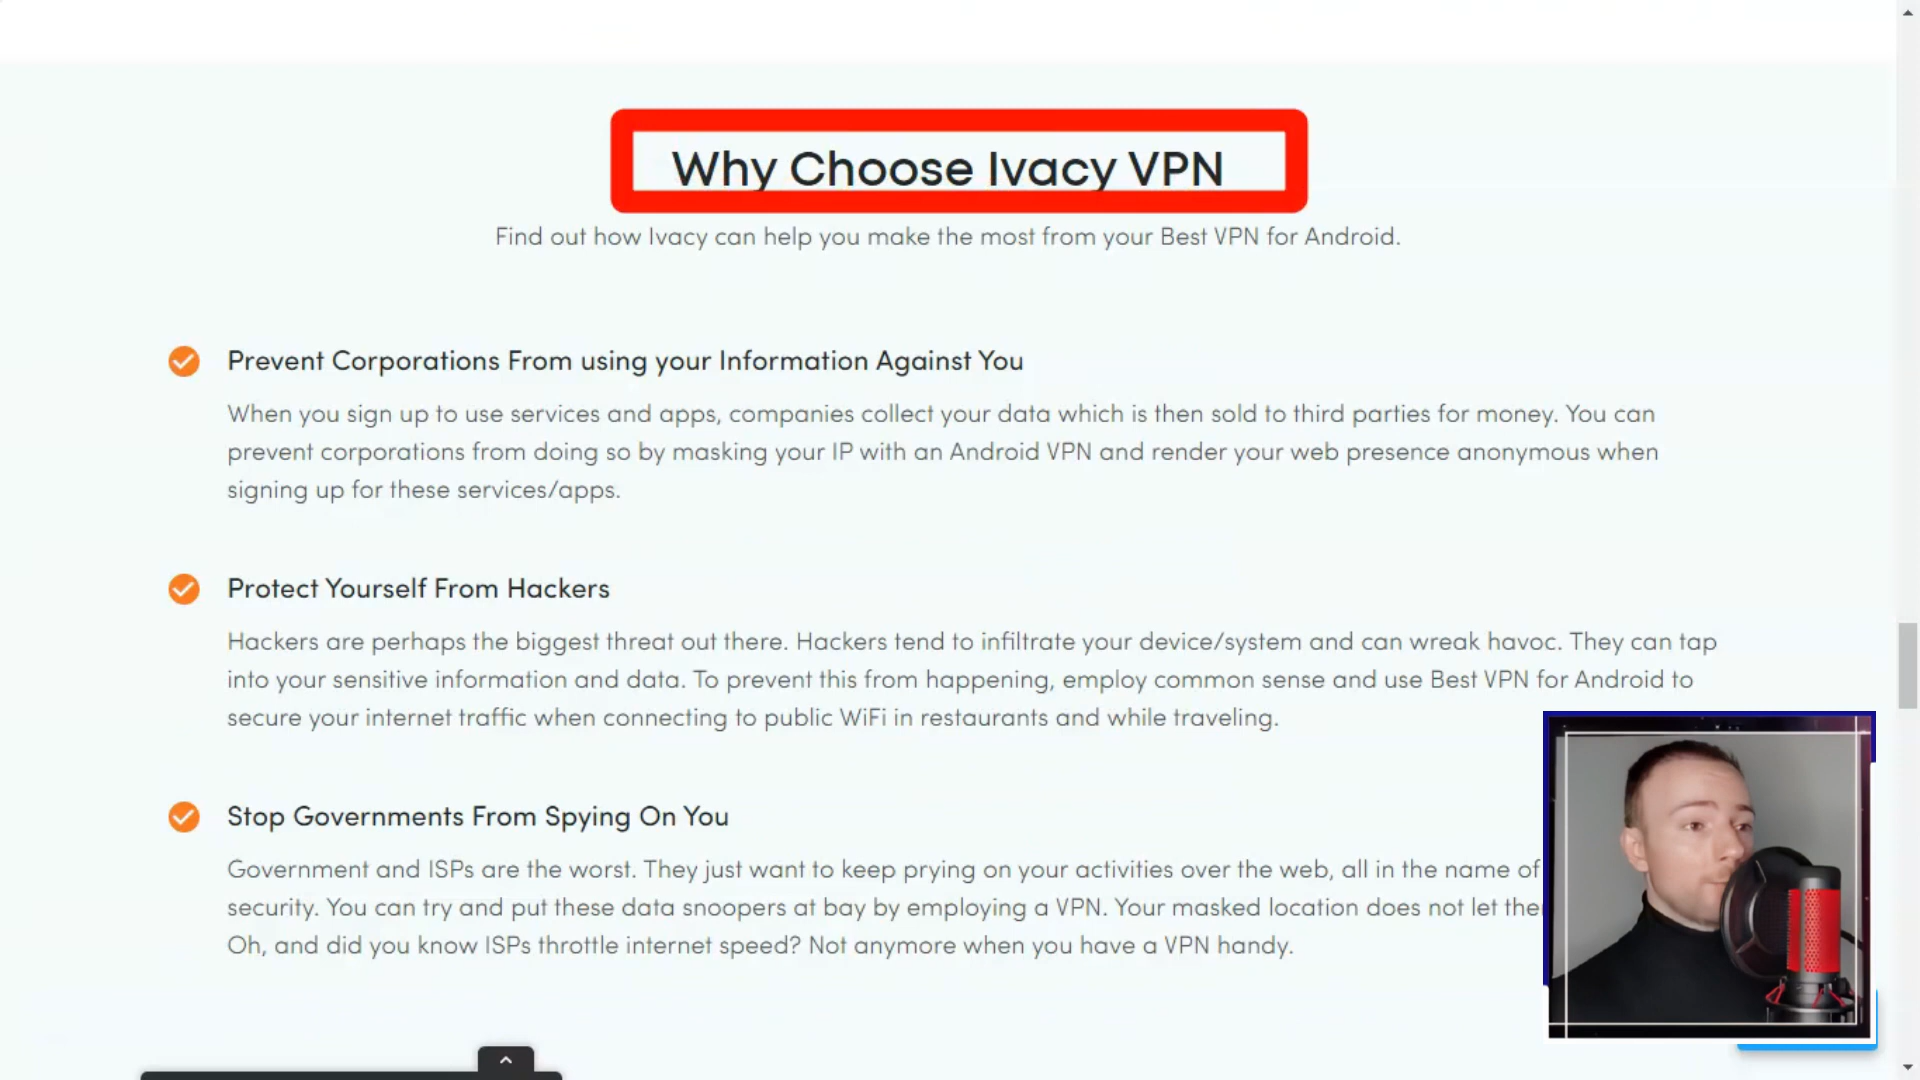 Why Choose Ivacy VPN
Find out how Ivacy can help you make the most from your Best VPN for Android.
Prevent Corporations From using your Information Against You
When you sign up to use services and apps, companies collect your data which is then sold to third parties for money. You can
prevent corporations from doing so by masking your IP with an Android VPN and render your web presence anonymous when
signing up for these services/apps.
Protect Yourself From Hackers
Hackers are perhaps the biggest threat out there. Hackers tend to infiltrate your device/system and can wreak havoc. They can tap
into your sensitive information and data. To prevent this from happening, employ common sense and use Best VPN for Android to
secure your internet traffic when connecting to public WiFi in restaurants and while traveling.
Stop Governments From Spying On You
Government and ISPs are the worst. They just want to keep prying on your activities over the web, all in the name of
security. You can try and put these data snoopers at bay by employing a VPN. Your masked location does not let
Oh, and did you know ISPs throttle internet speed? Not anymore when you have a VPN handy.